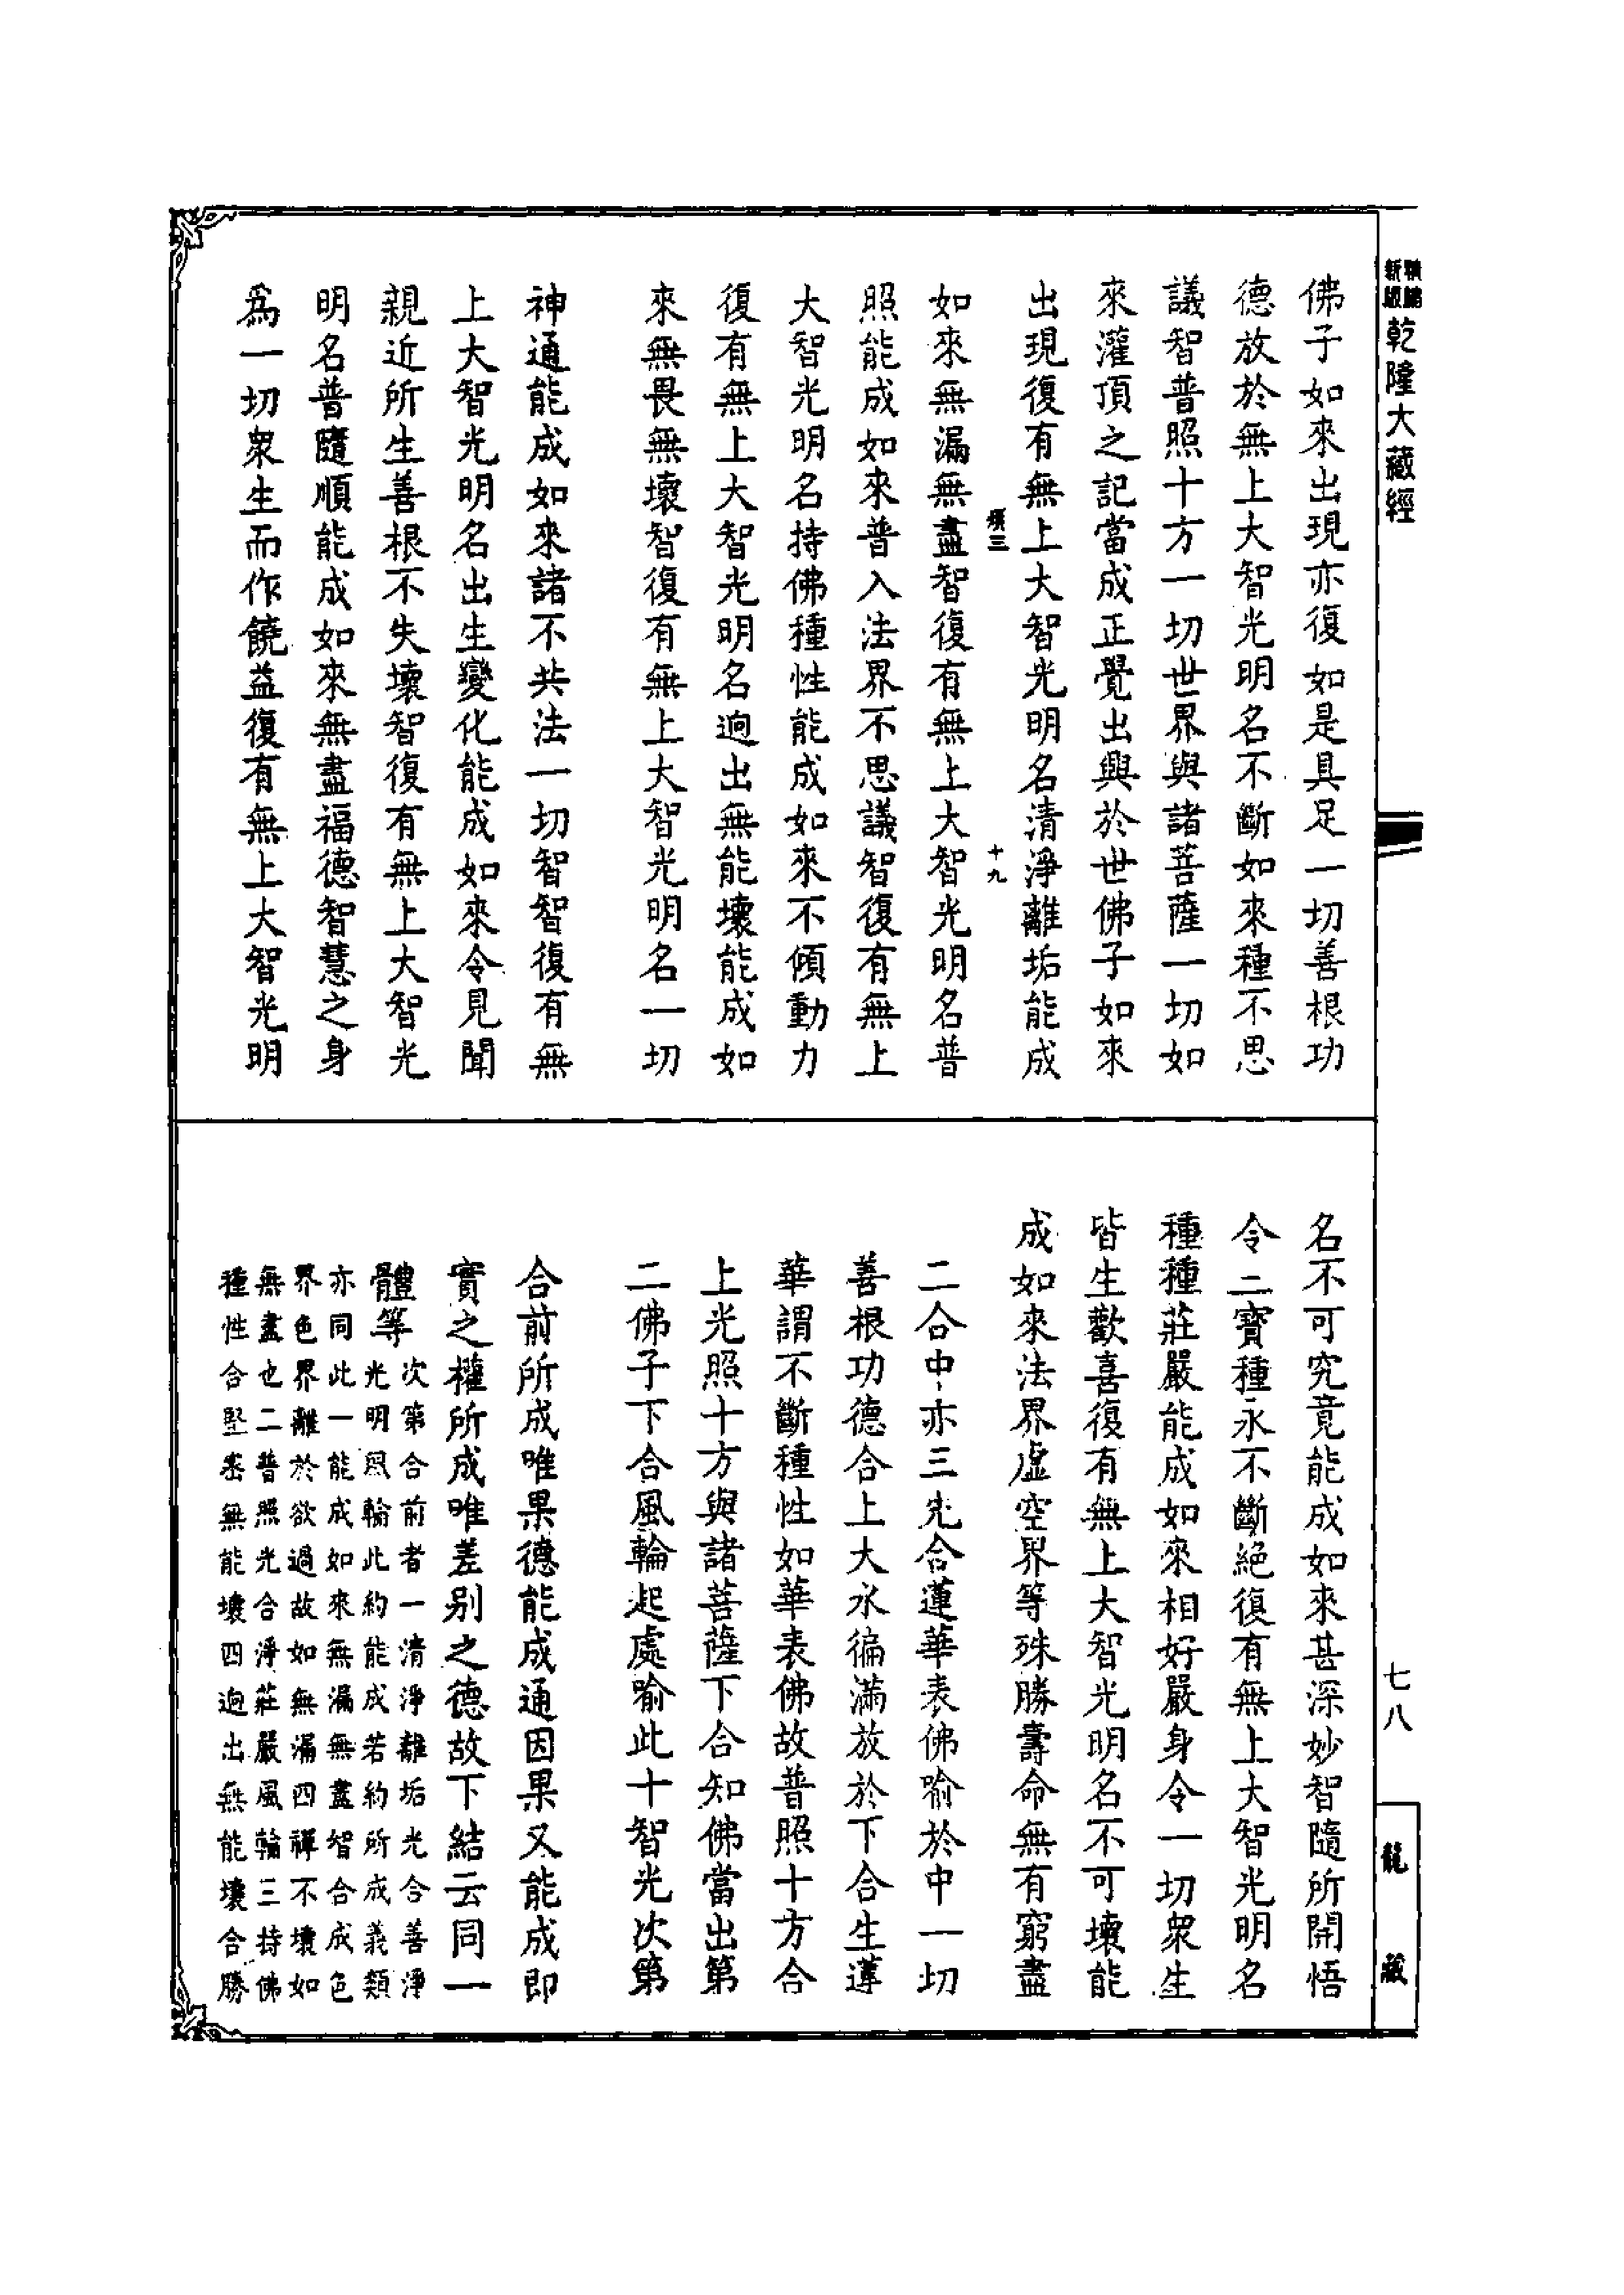 新版
乾隆大藏經
佛子如來出現亦復如是具足一切善根功
德放於無上大智光明名不斷如來種不思
議智普照十方一切世界與諸菩薩一切如
來灌頂之記當成正覺出興於世佛子如來
出現復有無上大智光明名清淨離垢能成
十九
如來無漏無盡智復有無上大智光明名普
照能成如來普入法界不思議智復有無上
大智光明名持佛種性能成如來不傾動力
復有無上大智光明名逈出無能壞能成如
來無畏無壞智復有無上大智光明名一切
神通能成如來諸不共法一切智智復有無
上大智光明名出生變化能成如來令見聞
親近所生善根不失壞智復有無上大智光
明名普隨順能成如來無盡福德智慧之身
為一切衆生而作饒益復有無上大智光明
名不可究竟能成如來甚深妙智隨所開悟
令三寶種永不斷絕復有無上大智光明名
種種莊嚴能成如來相好嚴身令一切衆生
皆生歡喜復有無上大智光明名不可壞能
成如來法界虛空界等殊勝壽命無有窮盡
二合中亦三先合蓮華表佛喻於中一切
善根功德合上大水徧滿放於下合生蓮
華謂不斷種性如華表佛故普照十方合
上光照十方與諸菩薩下合知佛當出第
二佛子下合風輪起處喻此十智光次第
合前所成唯果德能成通因果又能成即
實之權所成唯差别之德故下結云同一
體等
次第合前者一清淨離垢光合善淨
光明風輪此約能成若約所成義類
亦同此一能成如來無漏無盡智合成色
界色界離於欲過故如無漏四禪不壞如
無盡也二普照光合淨莊嚴風輪三持佛
種性合堅密無能壞四逈出無能壞合勝
七八
龍藏